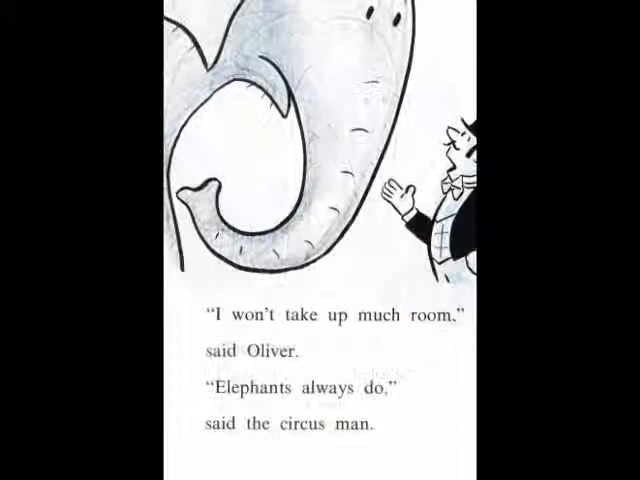 "I won't take up much room,"
said Oliver.
"Elephants always do,"
said the circus man.